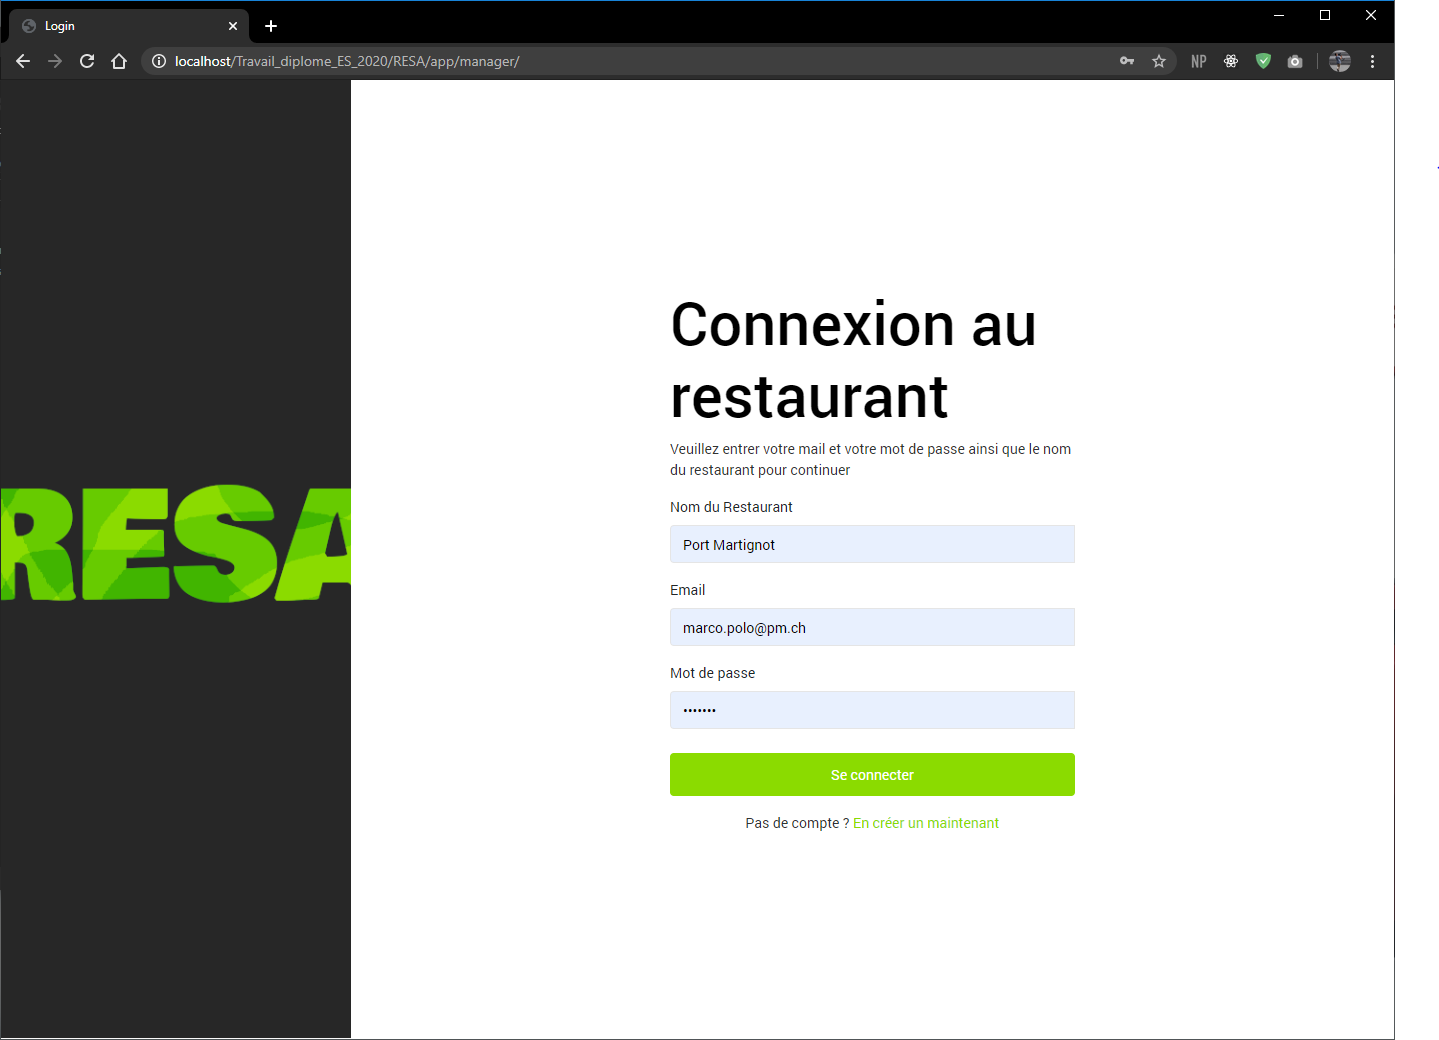 Login
localhost/Travail_diplome_ES_2020/RESA/app/manager/
NP
RESA
Connexion au
restaurant
Veuillez entrer votre mail et votre mot de passe ainsi que le nom
du restaurant pour continuer
Nom du Restaurant
Port Martignot
Email
marco.polo@pm.ch
Mot de passe
•••••••
Se connecter
Pas de compte ? En créer un maintenant